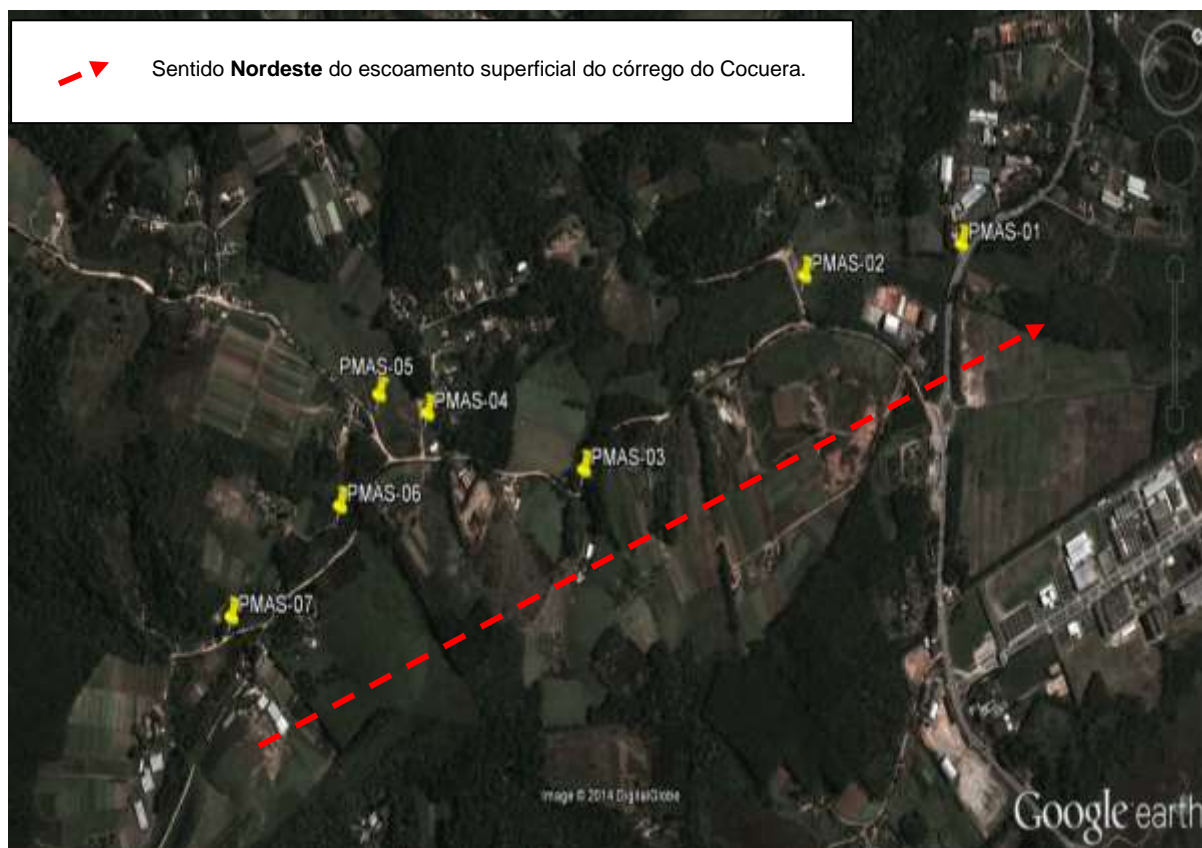 Sentido Nordeste do escoamento superficial do córrego do Cocuera.
PMAS-01
PMAS-02
PMAS-05
PMAS-04
PMAS-03
PMAS-06
PMAS-07
Image © 2014 DigitalGlobe
Google earth